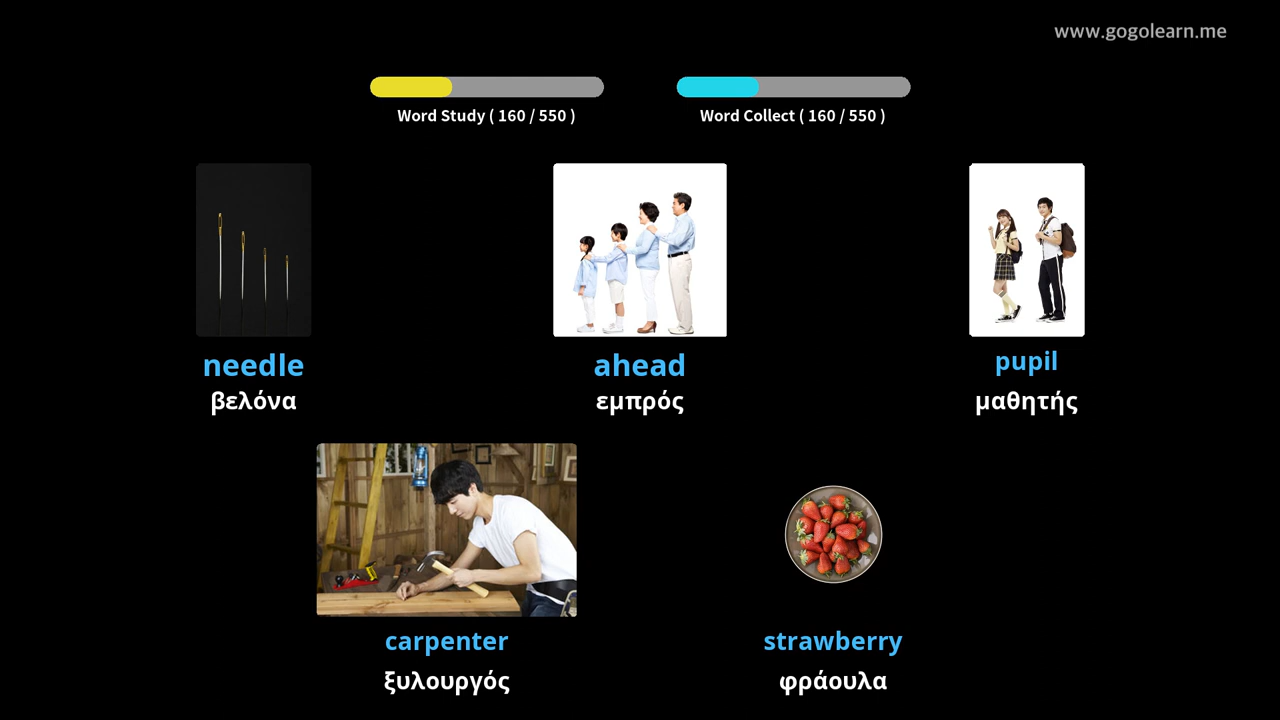 www.gogolearn.me
Word Study ( 160 / 550 )
Word Collect ( 160 / 550 )
needle
βελόνα
ahead
εμπρός
pupil
μαθητής
carpenter
ξυλουργός
strawberry
φράουλα